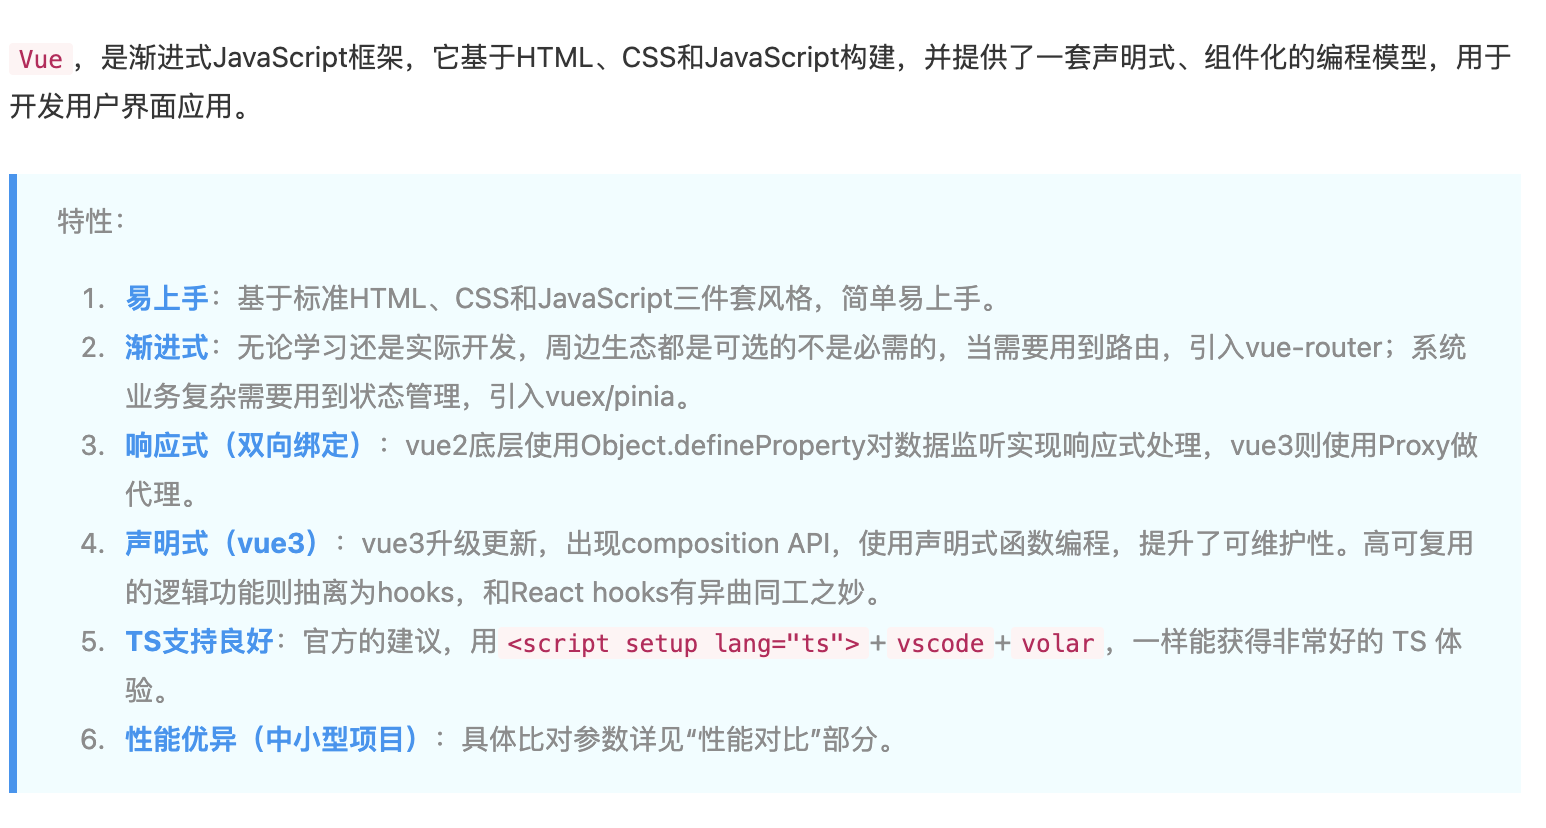 Vue，是渐进式JavaScript框架，它基于HTML、CSS和JavaScript构建，并提供了一套声明式、组件化的编程模型，用于
开发用户界面应用。
特性：
1. 易上手：基于标准HTML、CSS和JavaScript三件套风格，简单易上手。
2. 渐进式：无论学习还是实际开发，周边生态都是可选的不是必需的，当需要用到路由，引入vue-router；系统
业务复杂需要用到状态管理，引入vuex/pinia。
3. 响应式（双向绑定）：vue2底层使用Object.defineProperty对数据监听实现响应式处理，vue3则使用Proxy做
代理。
4. 声明式（vue3）：vue3升级更新，出现composition API，使用声明式函数编程，提升了可维护性。高可复用
的逻辑功能则抽离为hooks，和React hooks有异曲同工之妙。
5. TS支持良好：官方的建议，用 <script setup lang="ts"> + vscode + volar ，一样能获得非常好的 TS 体
验。
6. 性能优异（中小型项目）：具体比对参数详见“性能对比”部分。